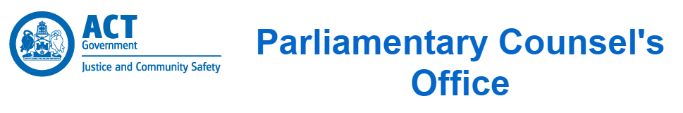 ACT
Government
Justice and Community Safety
Parliamentary Counsel's
Office